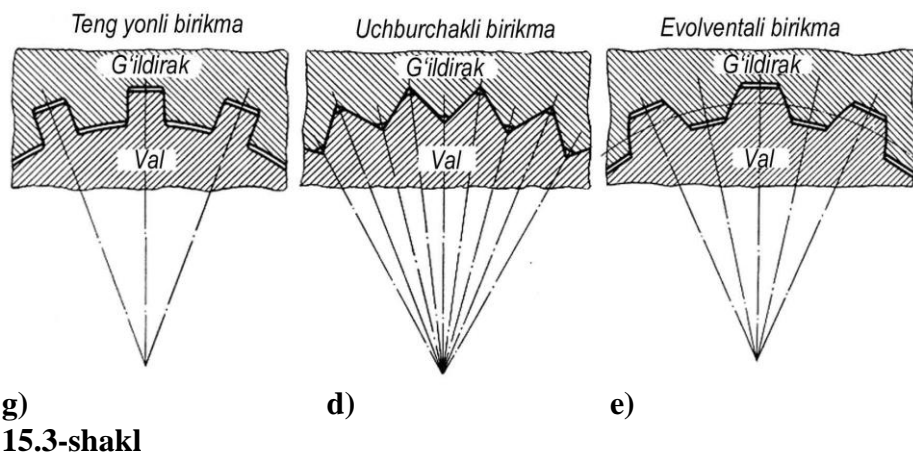 Teng yonli birikma
Uchburchakli birikma
Evolventali birikma
G'ildirak
G'ildirak
G'ildirak
Val
Val
Val
g)
d)
e)
15.3-shakl